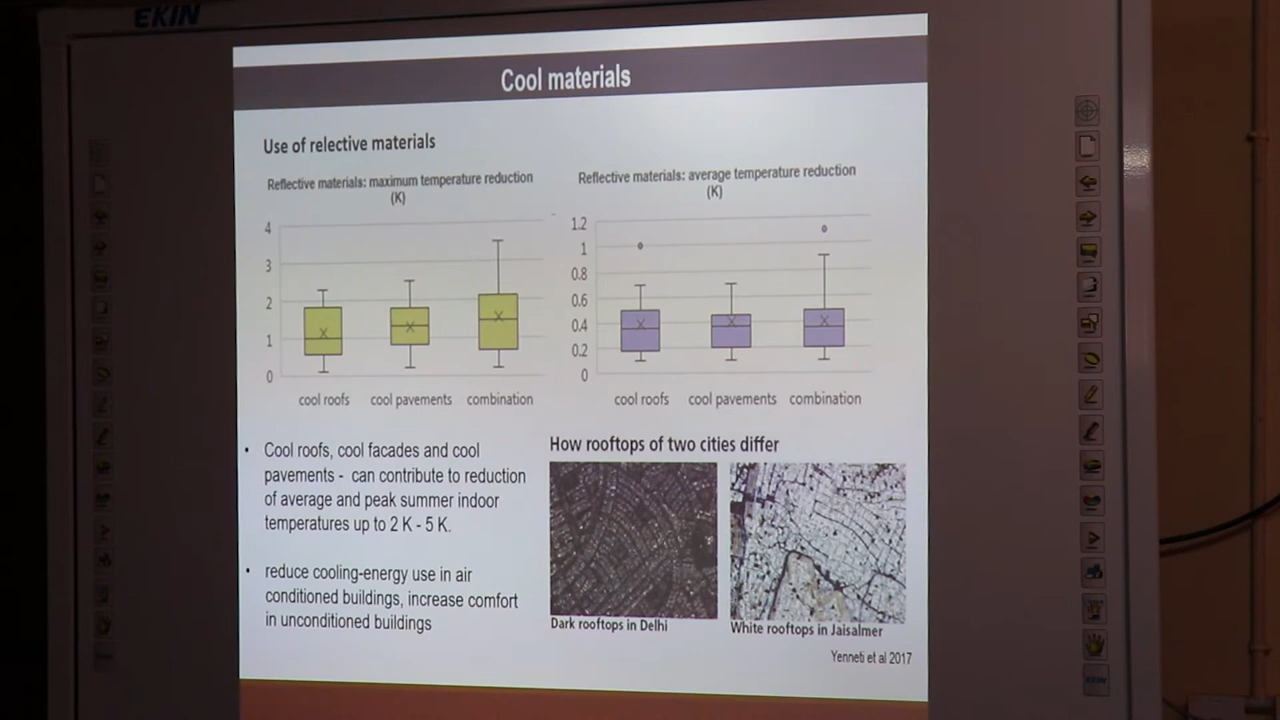 EKIN
Cool materials
Use of relective materials
Reflective materials: maximum temperature reduction
(K)
4
3
2
1
0
cool roofs cool pavements combination
Reflective materials: average temperature reduction
(K)
1.2
1
0.8
0.6
0.4
0.2
0
cool roofs cool pavements combination
• Cool roofs, cool facades and cool
pavements - can contribute to reduction
of average and peak summer indoor
temperatures up to 2 K - 5 K.
• reduce cooling-energy use in air
conditioned buildings, increase comfort
in unconditioned buildings
How rooftops of two cities differ
Dark rooftops in Delhi
White rooftops in Jaisalmer
Yenneti et al 2017
EKIN